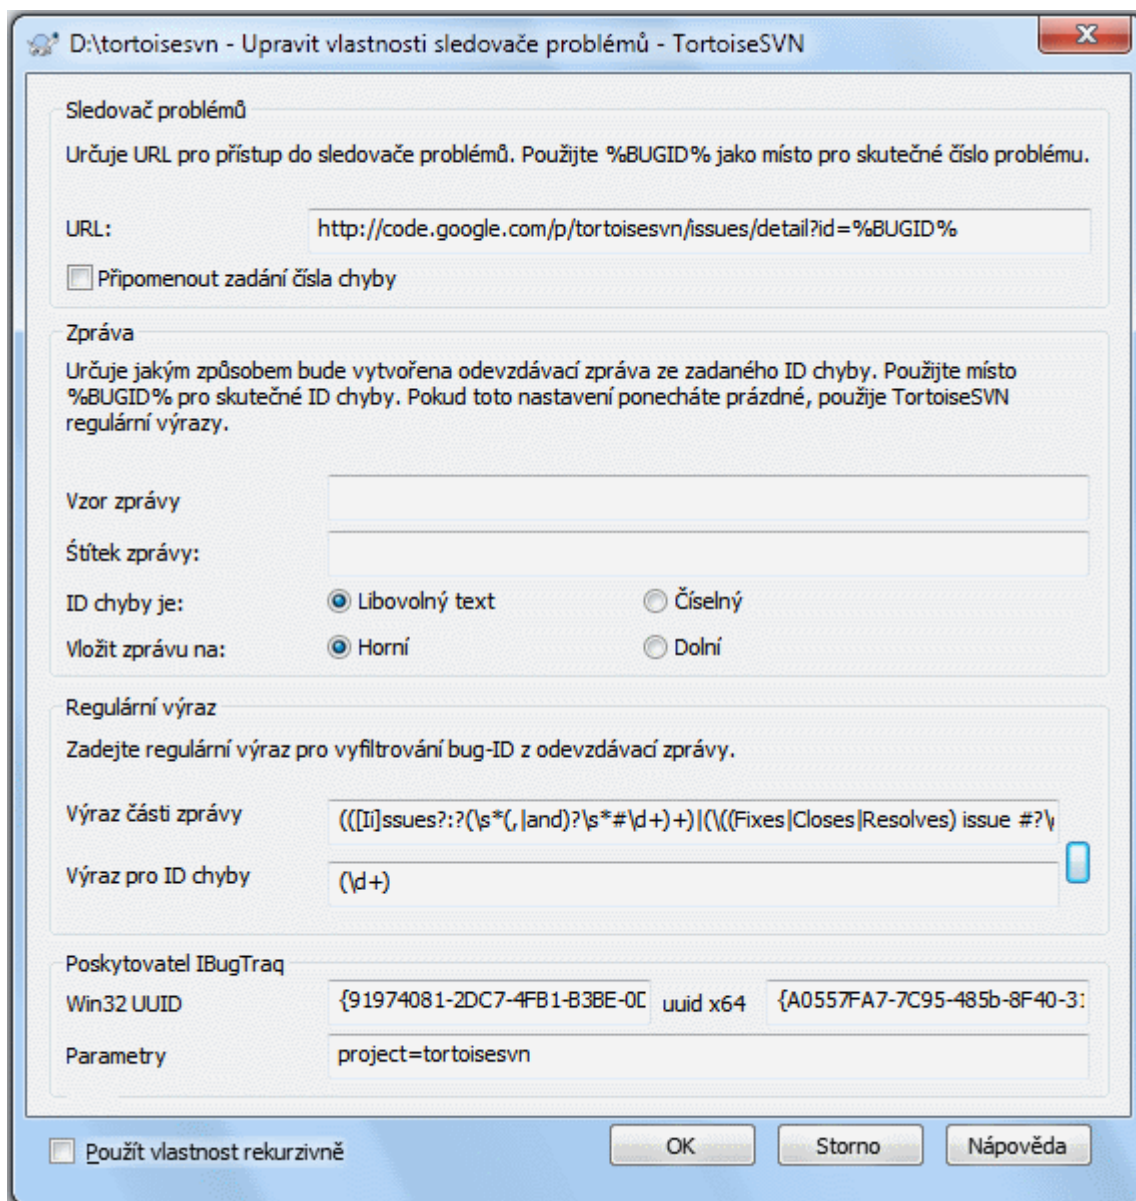 D:\tortoisesvn - Upravit vlastnosti sledovače problémů - TortoiseSVN
Sledovač problémů
Určuje URL pro přístup do sledovače problémů. Použijte %BUGID% jako místo pro skutečné číslo problému.
URL: http://code.google.com/p/tortoisesvn/issues/detail?id=%BUGID%
Připomenout zadání čísla chyby
Zpráva
Určuje jakým způsobem bude vytvořena odevzdávací zpráva ze zadaného ID chyby. Použijte místo
%BUGID% pro skutečné ID chyby. Pokud toto nastavení ponecháte prázdné, použije TortoiseSVN
regulární výrazy.
Vzor zprávy
Štítek zprávy:
ID chyby je: Libovolný text Číselný
Vložit zprávu na: Horní Dolní
Regulární výraz
Zadejte regulární výraz pro vyfiltrování bug-ID z odevzdávací zprávy.
Výraz části zprávy (([Ii]ssues?:?(\s*(,|and)?\s*#\d+)+)|(\((Fixes|Closes|Resolves) issue #?\
Výraz pro ID chyby (\d+)
Poskytovatel IBugTraq
Win32 UUID {91974081-2DC7-4FB1-B3BE-0D uuid x64 {A0557FA7-7C95-485b-8F40-31
Parametry project=tortoisesvn
Použít vlastnost rekurzivně OK Storno Nápověda